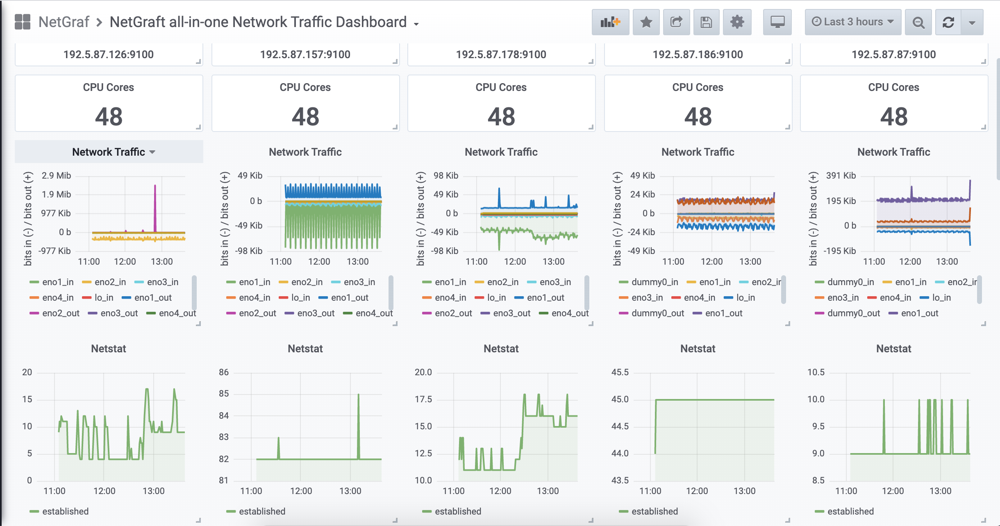 NetGraf > NetGraft all-in-one Network Traffic Dashboard
Last 3 hours
192.5.87.126:9100
192.5.87.157:9100
192.5.87.178:9100
192.5.87.186:9100
192.5.87.87:9100
CPU Cores
48
CPU Cores
48
CPU Cores
48
CPU Cores
48
CPU Cores
48
Network Traffic
bits in (-) / bits out (+)
2.9 Mib
1.9 Mib
977 Kib
0 b
-977 Kib
11:00 12:00 13:00
eno1_in eno2_in eno3_in
eno4_in lo_in eno1_out
eno2_out eno3_out eno4_out
Network Traffic
bits in (-) / bits out (+)
49 Kib
0 b
-49 Kib
-98 Kib
11:00 12:00 13:00
eno1_in eno2_in eno3_in
eno4_in lo_in eno1_out
eno2_out eno3_out eno4_out
Network Traffic
bits in (-) / bits out (+)
98 Kib
49 Kib
0 b
-49 Kib
-98 Kib
11:00 12:00 13:00
eno1_in eno2_in eno3_in
eno4_in lo_in eno1_out
eno2_out eno3_out eno4_out
Network Traffic
bits in (-) / bits out (+)
49 Kib
24 Kib
0 b
-24 Kib
-49 Kib
11:00 12:00 13:00
dummy0_in eno1_in eno2_in
eno3_in eno4_in lo_in
dummy0_out eno1_out
Network Traffic
bits in (-) / bits out (+)
391 Kib
195 Kib
0 b
-195 Kib
11:00 12:00 13:00
dummy0_in eno1_in eno2_in
eno3_in eno4_in lo_in
dummy0_out eno1_out
Netstat
20
15
10
5
0
11:00 12:00 13:00
established
Netstat
86
85
84
83
82
81
11:00 12:00 13:00
established
Netstat
20.0
17.5
15.0
12.5
10.0
11:00 12:00 13:00
established
Netstat
45.5
45.0
44.5
44.0
43.5
11:00 12:00 13:00
established
Netstat
10.5
10.0
9.5
9.0
8.5
11:00 12:00 13:00
established